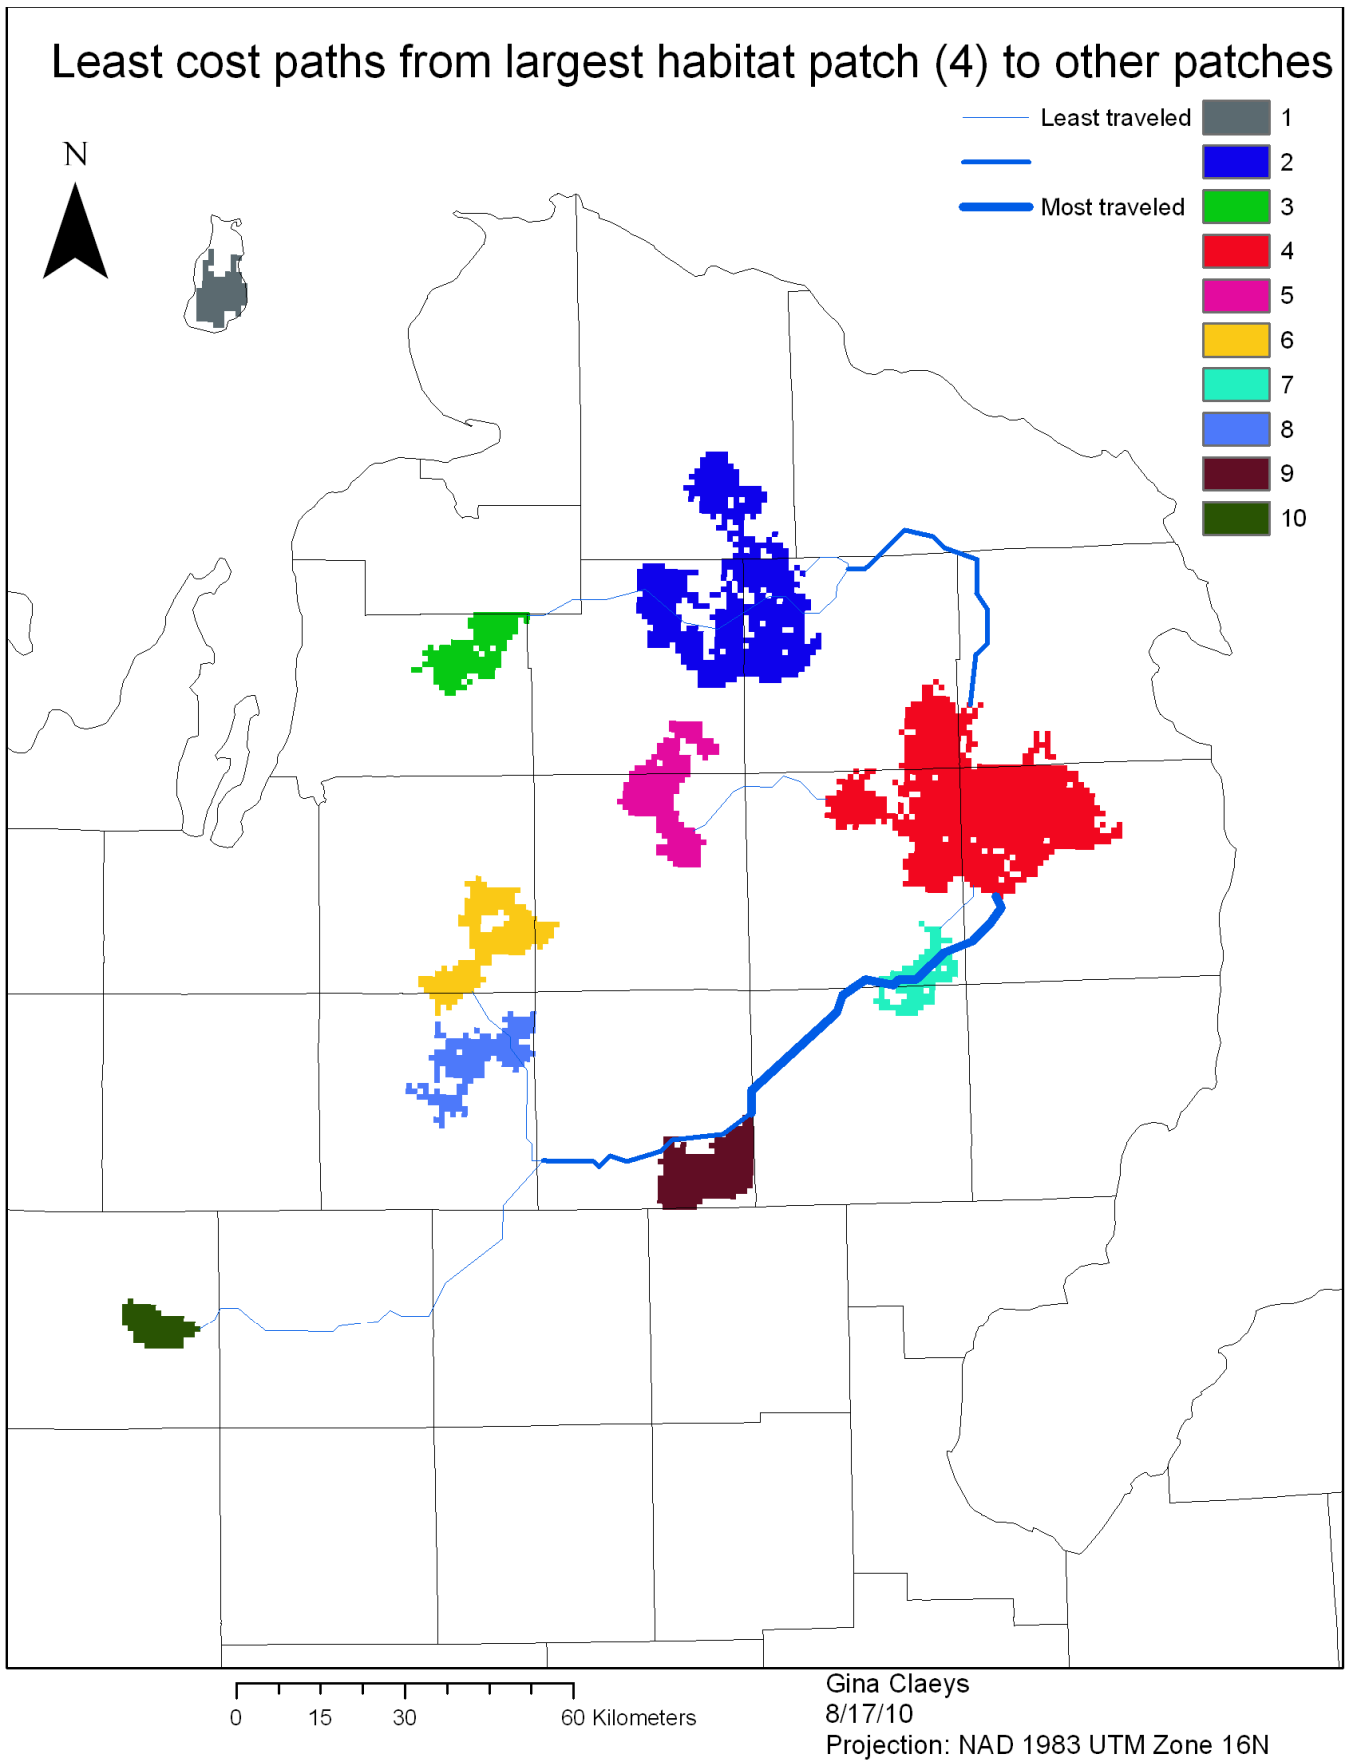 Least cost paths from largest habitat patch (4) to other patches
N
Least traveled
Most traveled
1
2
3
4
5
6
7
8
9
10
0 15 30 60 Kilometers
Gina Claeys
8/17/10
Projection: NAD 1983 UTM Zone 16N